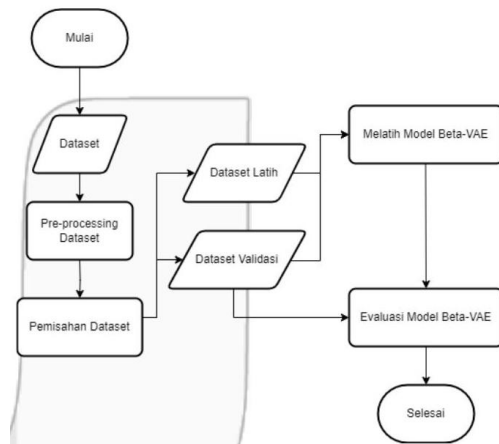 Mulai
Dataset
Pre-processing
Dataset
Pemisahan Dataset
Dataset Latih
Dataset Validasi
Melatih Model Beta-VAE
Evaluasi Model Beta-VAE
Selesai